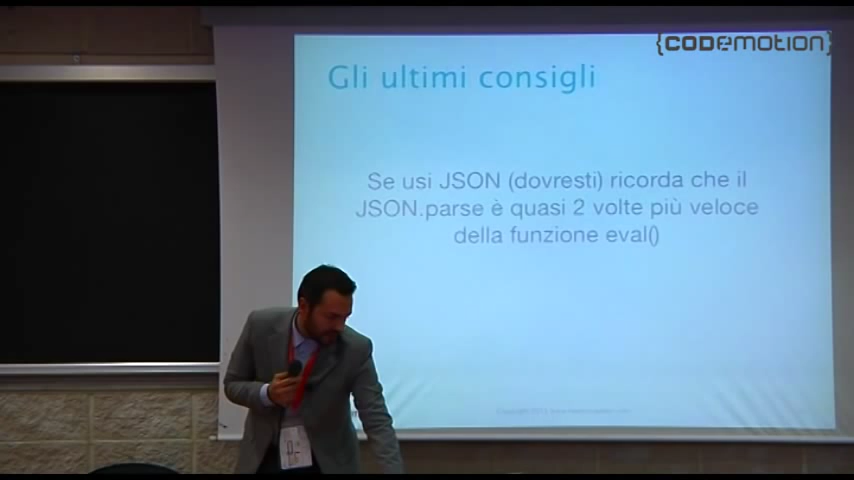 {CODEMOTION}
Gli ultimi consigli
Se usi JSON (dovresti) ricorda che il
JSON.parse è quasi 2 volte più veloce
della funzione eval()